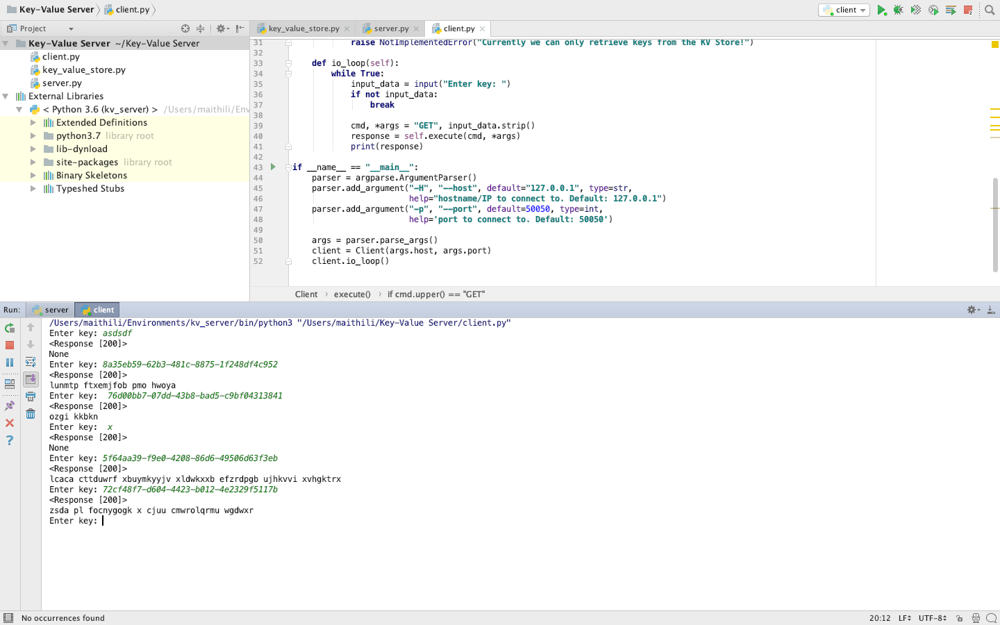 Key-Value Server client.py
client
Project
key_value_store.py server.py client.py
Key-Value Server ~/Key-Value Server
client.py
key_value_store.py
server.py
External Libraries
< Python 3.6 (kv_server) > /Users/maithili/Env
Extended Definitions
python3.7 library root
lib-dynload
site-packages library root
Binary Skeletons
Typeshed Stubs
31 raise NotImplementedError("Currently we can only retrieve keys from the KV Store!")
32
33 def io_loop(self):
34 while True:
35 input_data = input("Enter key: ")
36 if not input_data:
37 break
38
39 cmd, *args = "GET", input_data.strip()
40 response = self.execute(cmd, *args)
41 print(response)
42
43 if __name__ == "__main__":
44 parser = argparse.ArgumentParser()
45 parser.add_argument("-H", "--host", default="127.0.0.1", type=str,
46 help="hostname/IP to connect to. Default: 127.0.0.1")
47 parser.add_argument("-p", "--port", default=50050, type=int,
48 help='port to connect to. Default: 50050')
49
50 args = parser.parse_args()
51 client = Client(args.host, args.port)
52 client.io_loop()
Client execute() if cmd.upper() == "GET"
Run: server client
/Users/maithili/Environments/kv_server/bin/python3 "/Users/maithili/Key-Value Server/client.py"
Enter key: asdsdf
<Response [200]>
None
Enter key: 8a35eb59-62b3-481c-8875-1f248df4c952
<Response [200]>
lunmtp ftxemjfob pmo hwoya
Enter key:  76d00bb7-07dd-43b8-bad5-c9bf04313841
<Response [200]>
ozgi kkbkn
Enter key:  x
<Response [200]>
None
Enter key: 5f64aa39-f9e0-4208-86d6-49506d63f3eb
<Response [200]>
lcaca cttduwrf xbuymkyyjv xldwkxxb efzrdpgb ujhkvvi xvhgktrx
Enter key: 72cf48f7-d604-4423-b012-4e2329f5117b
<Response [200]>
zsda pl focnygogk x cjuu cmwrolqrmu wgdwxr
Enter key:
No occurrences found 20:12 LF UTF-8